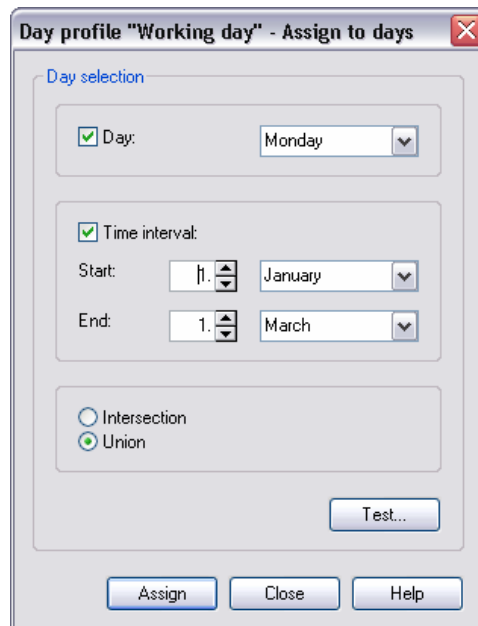 Day profile "Working day" - Assign to days
Day selection
Day: Monday
Time interval:
Start: 1. January
End: 1. March
Intersection
Union
Test...
Assign Close Help